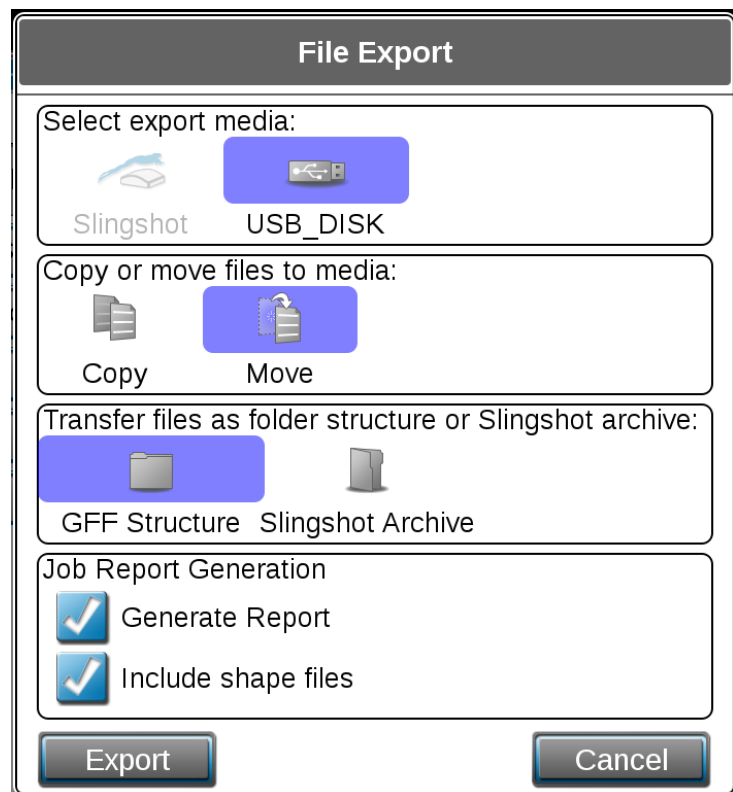 File Export
Select export media:
Slingshot USB_DISK
Copy or move files to media:
Copy Move
Transfer files as folder structure or Slingshot archive:
GFF Structure Slingshot Archive
Job Report Generation
Generate Report
Include shape files
Export Cancel